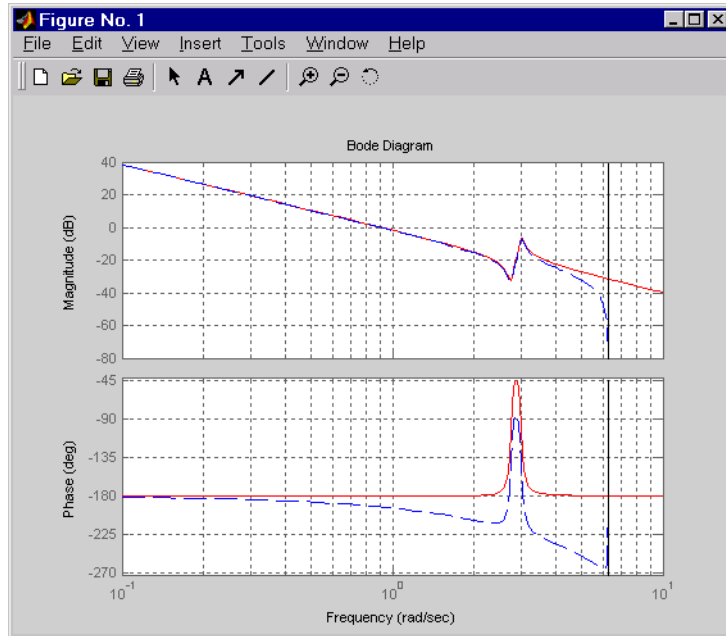 Figure No. 1
File Edit View Insert Tools Window Help
A
Bode Diagram
Magnitude (dB)
40
20
0
-20
-40
-60
-80
Phase (deg)
-45
-90
-135
-180
-225
-270
10^-1
10^0
10^1
Frequency (rad/sec)